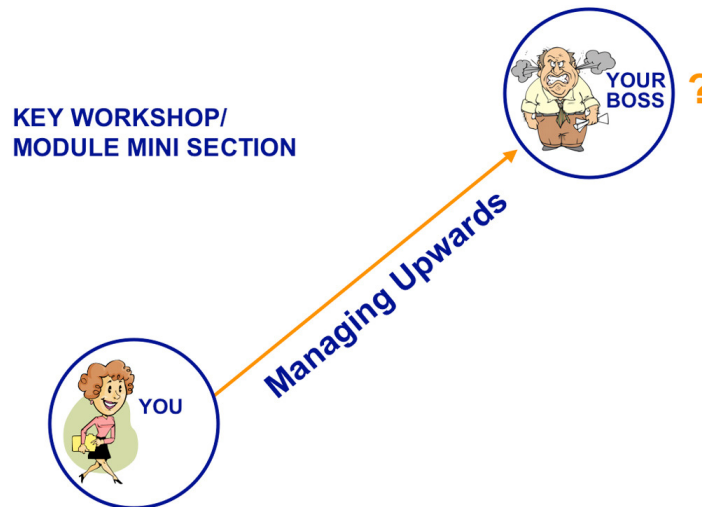 KEY WORKSHOP/
MODULE MINI SECTION
YOUR
BOSS
?
Managing Upwards
YOU